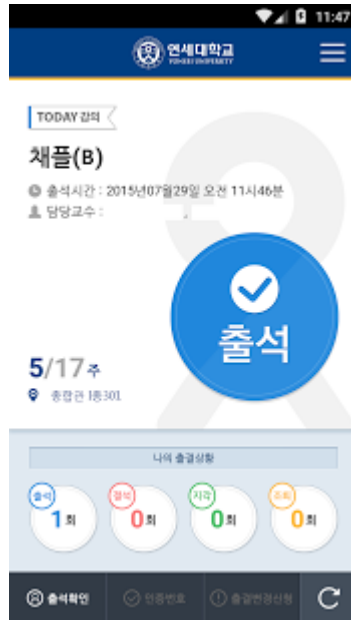 11:47
연세대학교
YONSEI UNIVERSITY
TODAY 강의
채플(B)
출석시간 : 2015년07월29일 오전 11시46분
담당교수 :
출석
5/17주
종합관 1층301
나의 출결상황
출석 결석 지각 조퇴
1회 0회 0회 0회
출석확인 인증번호 출결변경신청